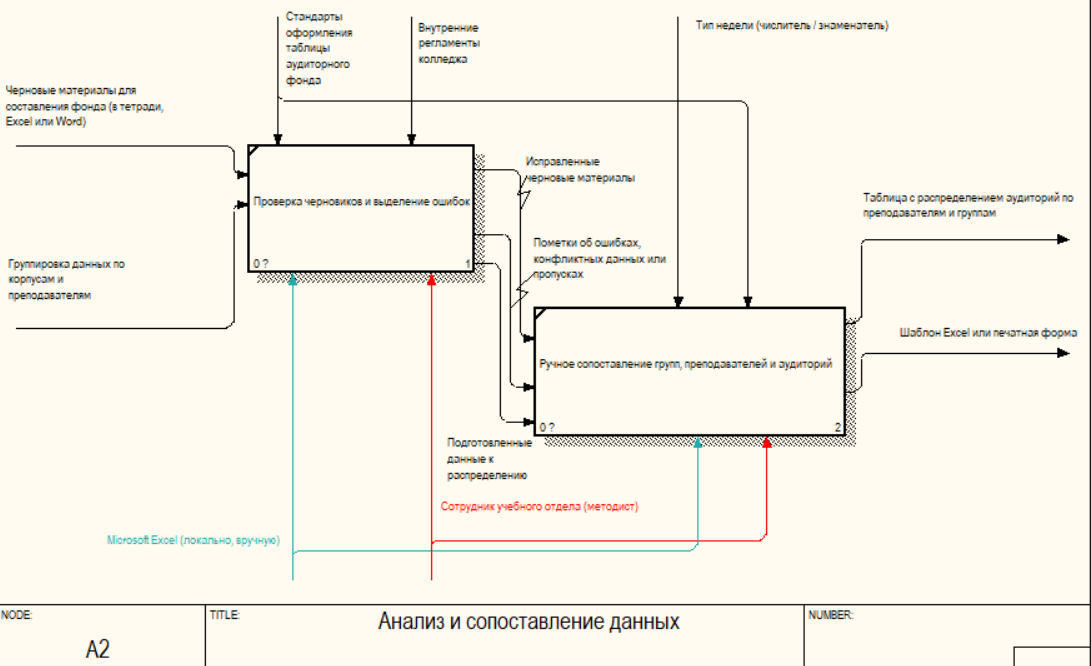 Стандарты
оформления
таблицы
аудиторного
фонда
Внутренние
регламенты
колледжа
Тип недели (числитель / знаменатель)
Черновые материалы для
составления фонда (в тетради,
Excel или Word)
Исправленные
черновые материалы
Проверка черновиков и выделение ошибок
0 ?
1
Таблица с распределением аудиторий по
преподавателям и группам
Группировка данных по
корпусам и
преподавателям
Пометки об ошибках,
конфликтных данных или
пропусках
Шаблон Excel или печатная форма
Ручное сопоставление групп, преподавателей и аудиторий
0 ?
2
Подготовленные
данные к
распределению
Сотрудник учебного отдела (методист)
Microsoft Excel (локально, вручную)
NODE:
A2
TITLE:
Анализ и сопоставление данных
NUMBER: